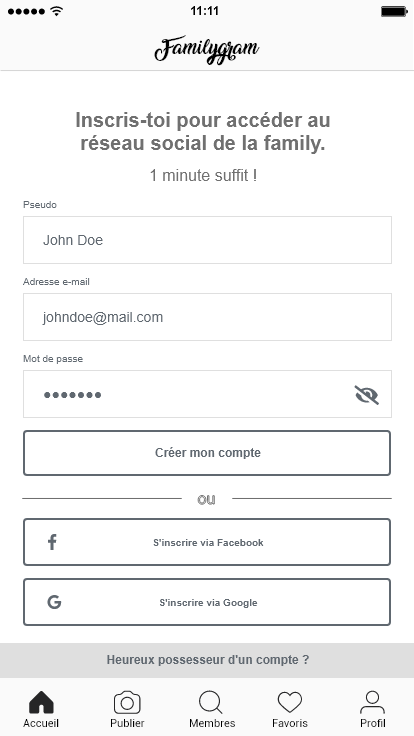 11:11
Familygram
Inscris-toi pour accéder au
réseau social de la family.
1 minute suffit !
Pseudo
John Doe
Adresse e-mail
johndoe@mail.com
Mot de passe
•••••••
Créer mon compte
ou
S'inscrire via Facebook
S'inscrire via Google
Heureux possesseur d'un compte ?
Accueil Publier Membres Favoris Profil